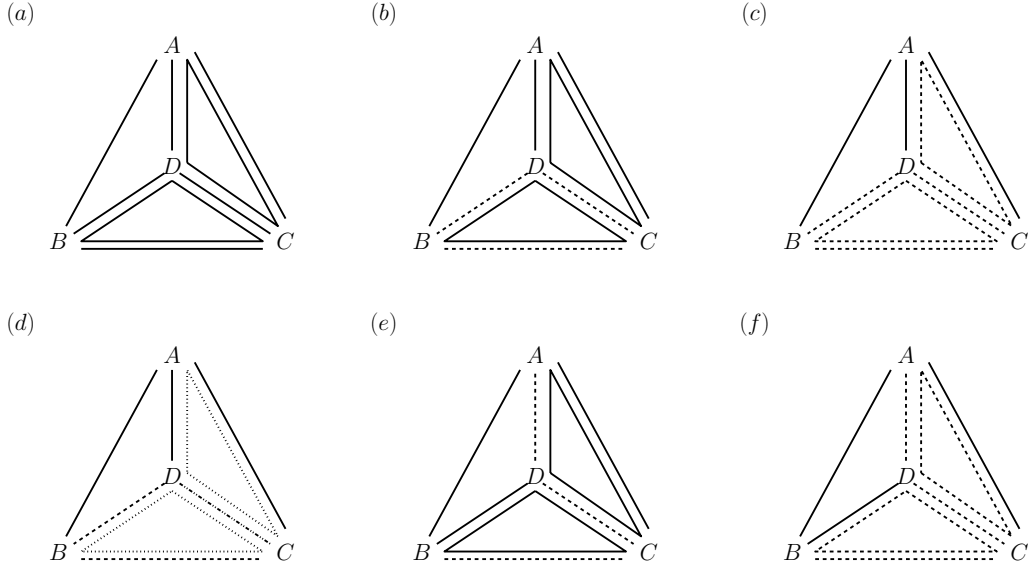 (a) (b) (c)
A A A
D D D
B C B C B C
(d) (e) (f)
A A A
D D D
B C B C B C